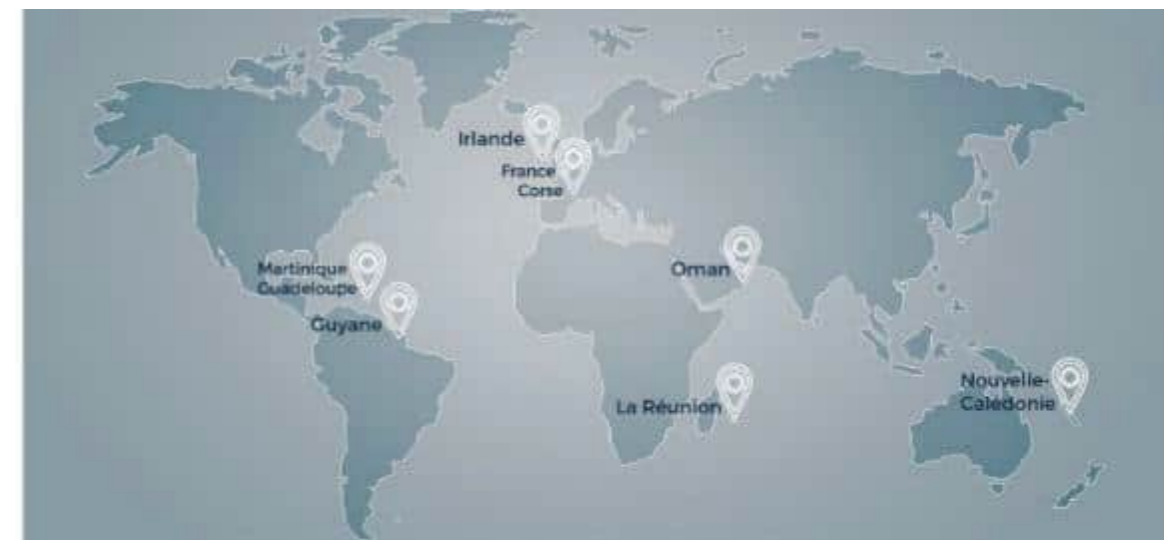 Irlande
France
Corse
Martinique
Guadeloupe
Guyane
Oman
La Réunion
Nouvelle-
Calédonie